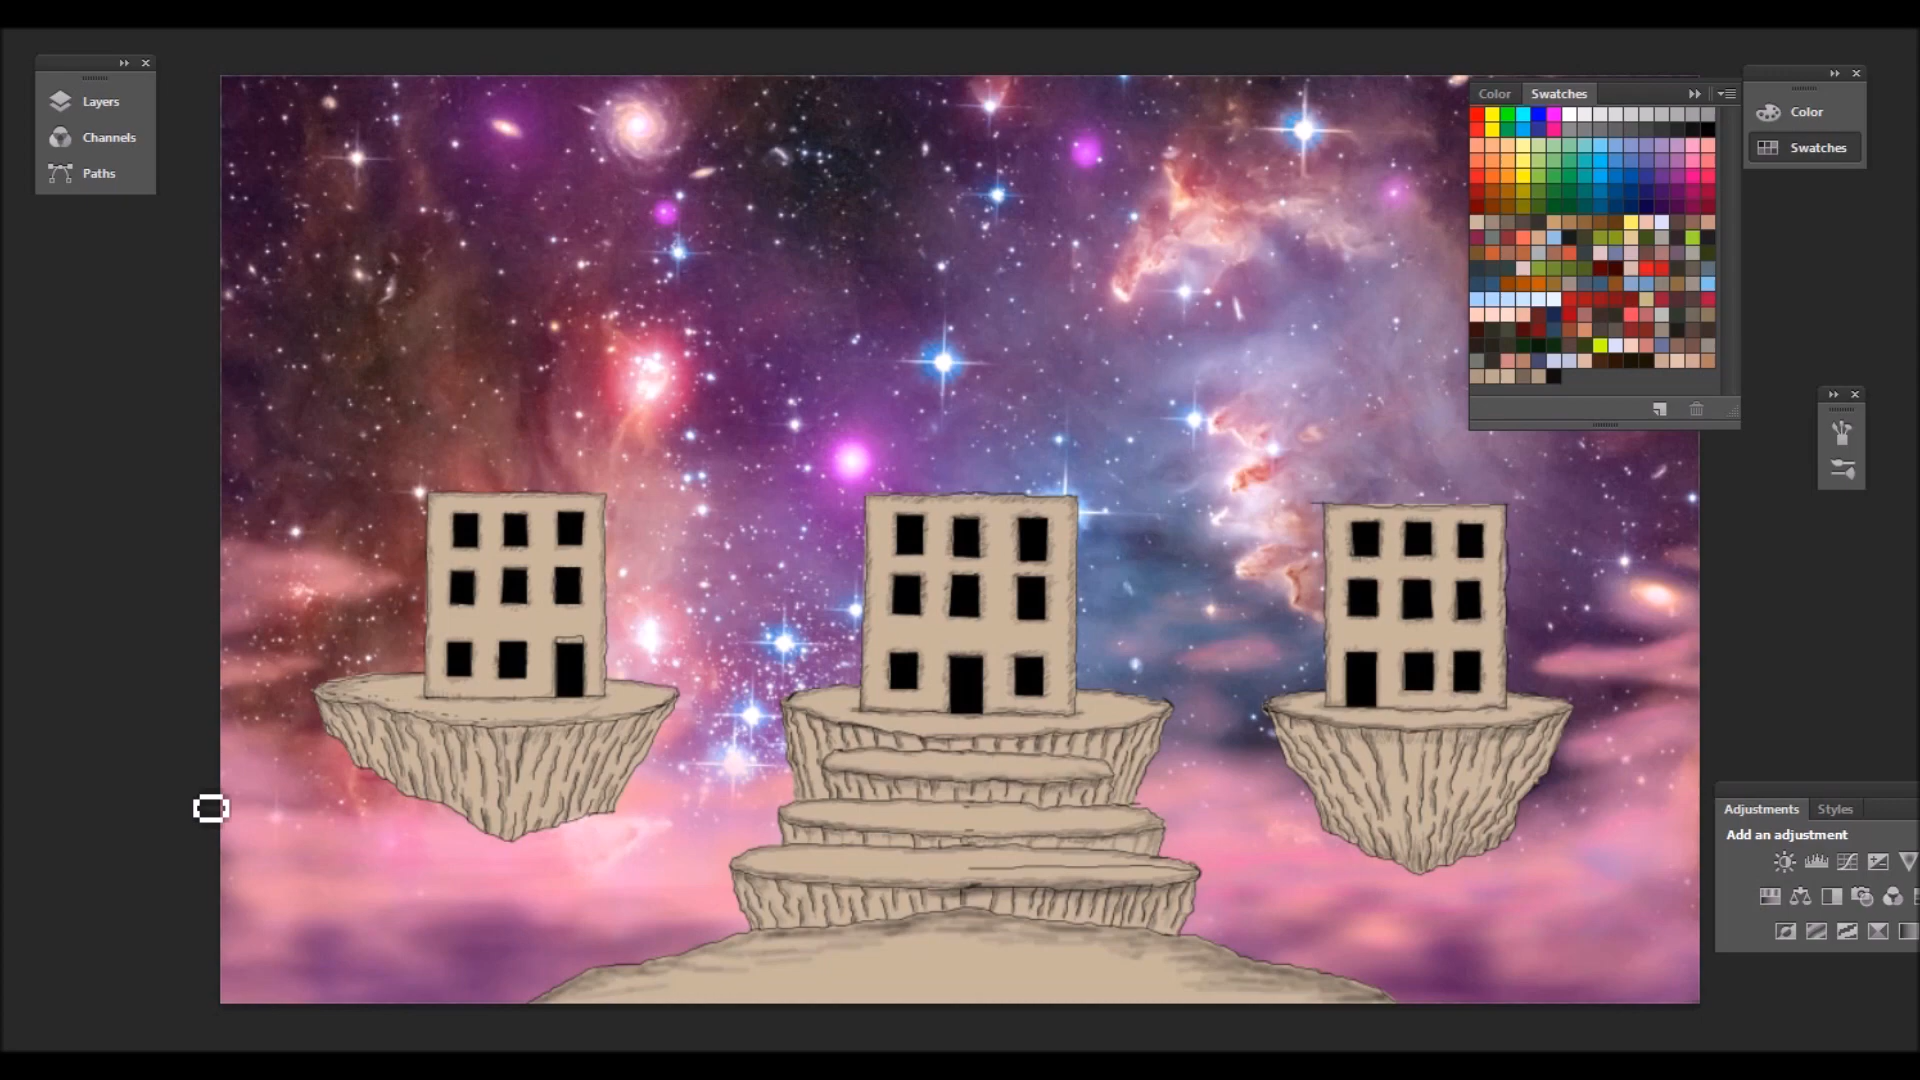 Layers
Channels
Paths
Color Swatches
Color
Swatches
Adjustments Styles
Add an adjustment